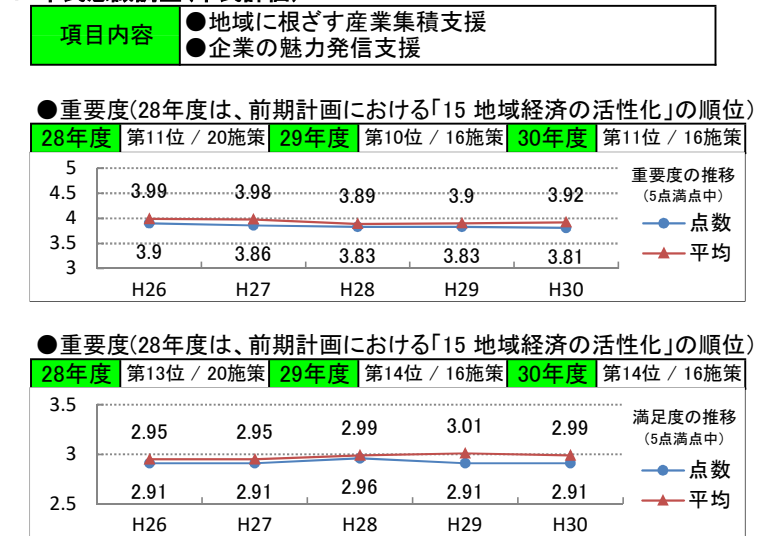 項目内容
●地域に根ざす産業集積支援
●企業の魅力発信支援
●重要度(28年度は、前期計画における「15 地域経済の活性化」の順位)
28年度 第11位 / 20施策 29年度 第10位 / 16施策 30年度 第11位 / 16施策
重要度の推移
(5点満点中)
5
4.5
4
3.5
3
3.99 3.98 3.89 3.9 3.92
3.9 3.86 3.83 3.83 3.81
H26 H27 H28 H29 H30
点数
平均
●重要度(28年度は、前期計画における「15 地域経済の活性化」の順位)
28年度 第13位 / 20施策 29年度 第14位 / 16施策 30年度 第14位 / 16施策
満足度の推移
(5点満点中)
3.5
3
2.5
2.95 2.95 2.99 3.01 2.99
2.91 2.91 2.96 2.91 2.91
H26 H27 H28 H29 H30
点数
平均